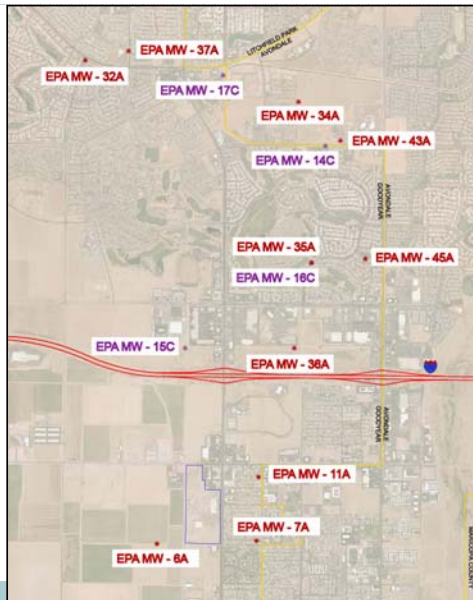 EPA MW - 37A
LITCHFIELD PARK
AVONDALE
EPA MW - 32A
EPA MW - 17C
EPA MW - 34A
EPA MW - 43A
EPA MW - 14C
AVONDALE
GOODYEAR
EPA MW - 35A
EPA MW - 45A
EPA MW - 16C
EPA MW - 15C
EPA MW - 36A
AVONDALE
GOODYEAR
EPA MW - 11A
EPA MW - 7A
EPA MW - 6A
MARICOPA COUNTY